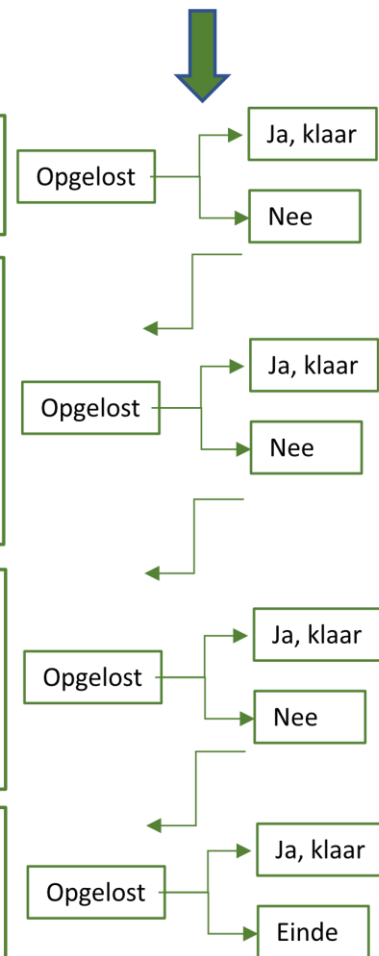 Ja, klaar
Opgelost
Nee
Ja, klaar
Opgelost
Nee
Ja, klaar
Opgelost
Nee
Ja, klaar
Opgelost
Einde